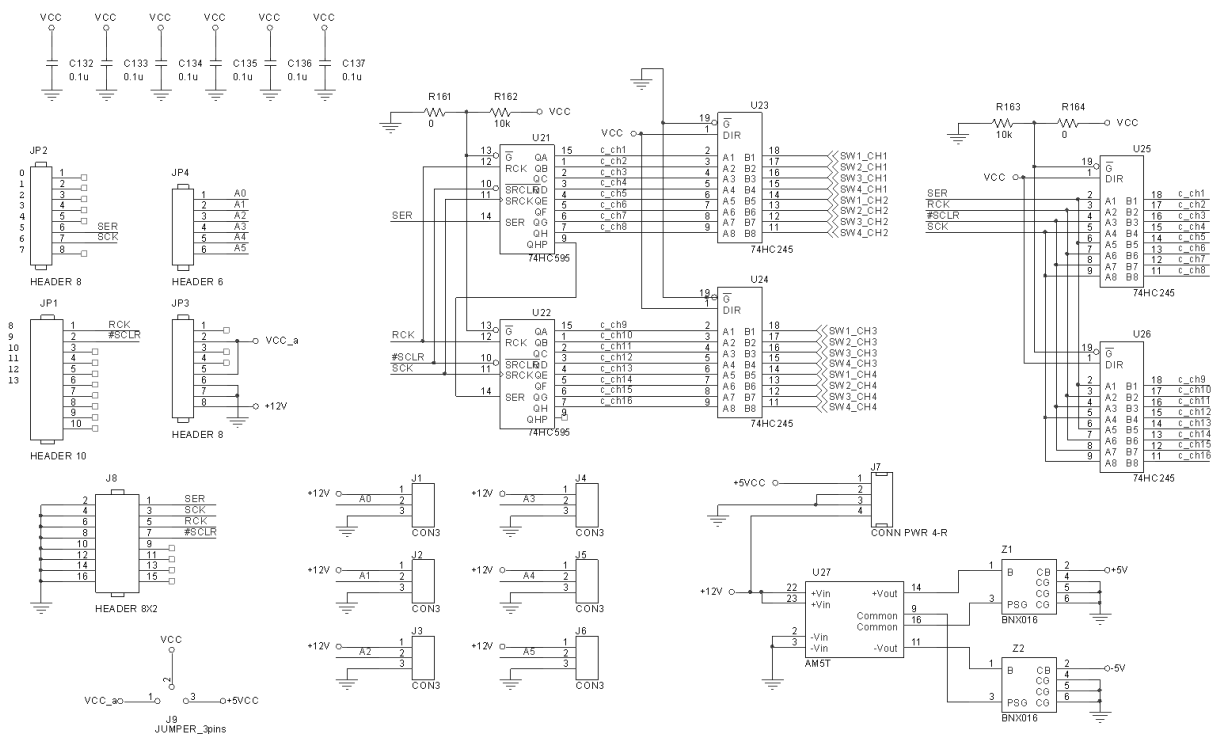 VCC VCC VCC VCC VCC VCC
C132 C133 C134 C135 C136 C137
0.1u 0.1u 0.1u 0.1u 0.1u 0.1u
JP2
0 1
1 2
2 3
3 4
4 5
5 6 SER
6 7 SCK
7 8
HEADER 8
JP4
1 A0
2 A1
3 A2
4 A3
5 A4
6 A5
HEADER 6
JP1
8 1 RCK
9 2 #SCLR
10 3
11 4
12 5
13 6
7
8
9
10
HEADER 10
JP3
1
2 VCC_a
3
4
5
6
7
8 +12V
HEADER 8
J8
2 1 SER
4 3 SCK
6 5 RCK
8 7 #SCLR
10 9
12 11
14 13
16 15
HEADER 8X2
VCC
2
VCC_a 1 3 +5VCC
J9
JUMPER_3pins
R161 R162
0 10k VCC
U21
13 G QA 15 c_ch1
12 RCK QB 1 c_ch2
QC 2 c_ch3
10 SRCLR QD 3 c_ch4
11 SRCK QE 4 c_ch5
QF 5 c_ch6
SER 14 SER QG 6 c_ch7
QH 7 c_ch8
QHP 9
74HC595
U23
19 G
VCC 1 DIR
2 A1 B1 18 SW1_CH1
3 A2 B2 17 SW2_CH1
4 A3 B3 16 SW3_CH1
5 A4 B4 15 SW4_CH1
6 A5 B5 14 SW1_CH2
7 A6 B6 13 SW2_CH2
8 A7 B7 12 SW3_CH2
9 A8 B8 11 SW4_CH2
74HC245
U22
13 G QA 15 c_ch9
RCK 12 RCK QB 1 c_ch10
QC 2 c_ch11
#SCLR 10 SRCLR QD 3 c_ch12
SCK 11 SRCK QE 4 c_ch13
QF 5 c_ch14
14 SER QG 6 c_ch15
QH 7 c_ch16
QHP 9
74HC595
U24
19 G
1 DIR
2 A1 B1 18 SW1_CH3
3 A2 B2 17 SW2_CH3
4 A3 B3 16 SW3_CH3
5 A4 B4 15 SW4_CH3
6 A5 B5 14 SW1_CH4
7 A6 B6 13 SW2_CH4
8 A7 B7 12 SW3_CH4
9 A8 B8 11 SW4_CH4
74HC245
R163 R164
10k 0 VCC
U25
19 G
VCC 1 DIR
SER 2 A1 B1 18 c_ch1
RCK 3 A2 B2 17 c_ch2
#SCLR 4 A3 B3 16 c_ch3
SCK 5 A4 B4 15 c_ch4
6 A5 B5 14 c_ch5
7 A6 B6 13 c_ch6
8 A7 B7 12 c_ch7
9 A8 B8 11 c_ch8
74HC245
U26
19 G
1 DIR
2 A1 B1 18 c_ch9
3 A2 B2 17 c_ch10
4 A3 B3 16 c_ch11
5 A4 B4 15 c_ch12
6 A5 B5 14 c_ch13
7 A6 B6 13 c_ch14
8 A7 B7 12 c_ch15
9 A8 B8 11 c_ch16
74HC245
J1
+12V 1
A0 2
3
CON3
J4
+12V 1
A3 2
3
CON3
J2
+12V 1
A1 2
3
CON3
J5
+12V 1
A4 2
3
CON3
J3
+12V 1
A2 2
3
CON3
J6
+12V 1
A5 2
3
CON3
J7
+5VCC 1
2
3
4
CONN PWR 4-R
U27
+12V 22 +Vin +Vout 14
23 +Vin
Common 9
Common 16
2 -Vin
3 -Vin -Vout 11
AM5T
Z1
1 B CB 2 +5V
CG 4
CG 5
3 PSG CG 6
BNX016
Z2
1 B CB 2 -5V
CG 4
CG 5
3 PSG CG 6
BNX016